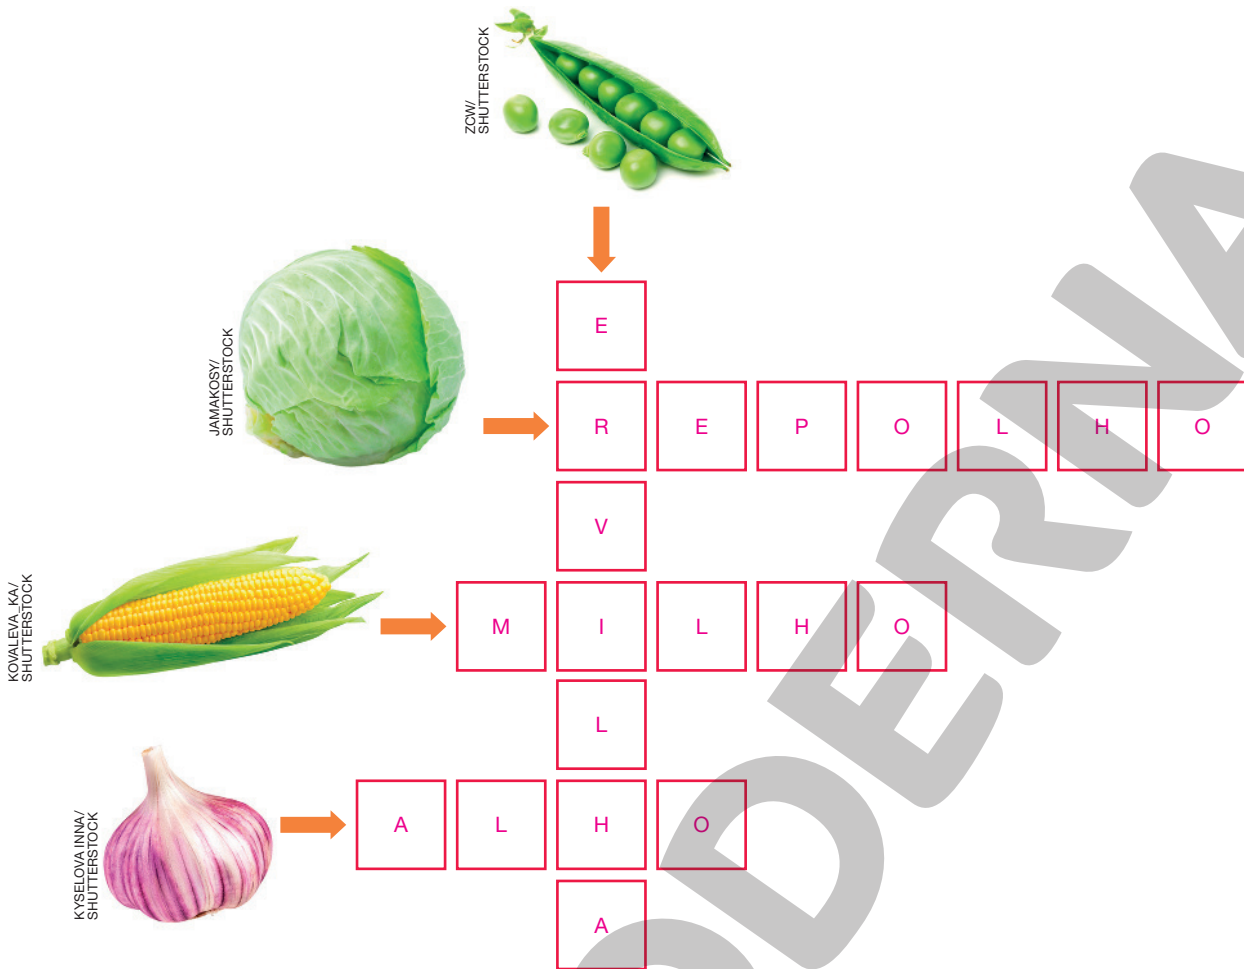 ZCW/
SHUTTERSTOCK
E
JAMAKOSY/
SHUTTERSTOCK
R E P O L H O
V
KOVALEVA_KA/
SHUTTERSTOCK
M I L H O
L
KYSELOVA INNA/
SHUTTERSTOCK
A L H O
A